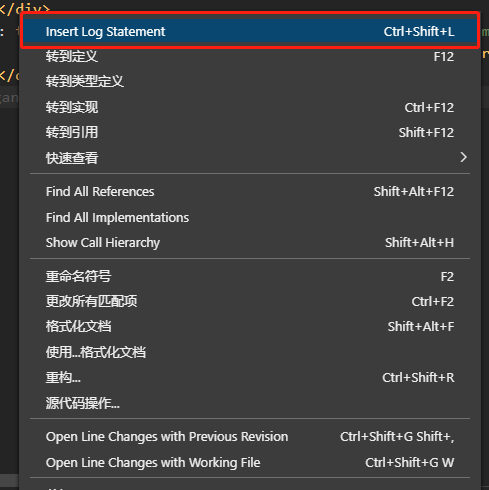 </div>
Insert Log Statement Ctrl+Shift+L
转到定义 F12
转到类型定义
转到实现 Ctrl+F12
转到引用 Shift+F12
快速查看
Find All References Shift+Alt+F12
Find All Implementations
Show Call Hierarchy Shift+Alt+H
重命名符号 F2
更改所有匹配项 Ctrl+F2
格式化文档 Shift+Alt+F
使用...格式化文档
重构... Ctrl+Shift+R
源代码操作...
Open Line Changes with Previous Revision Ctrl+Shift+G Shift+,
Open Line Changes with Working File Ctrl+Shift+G W